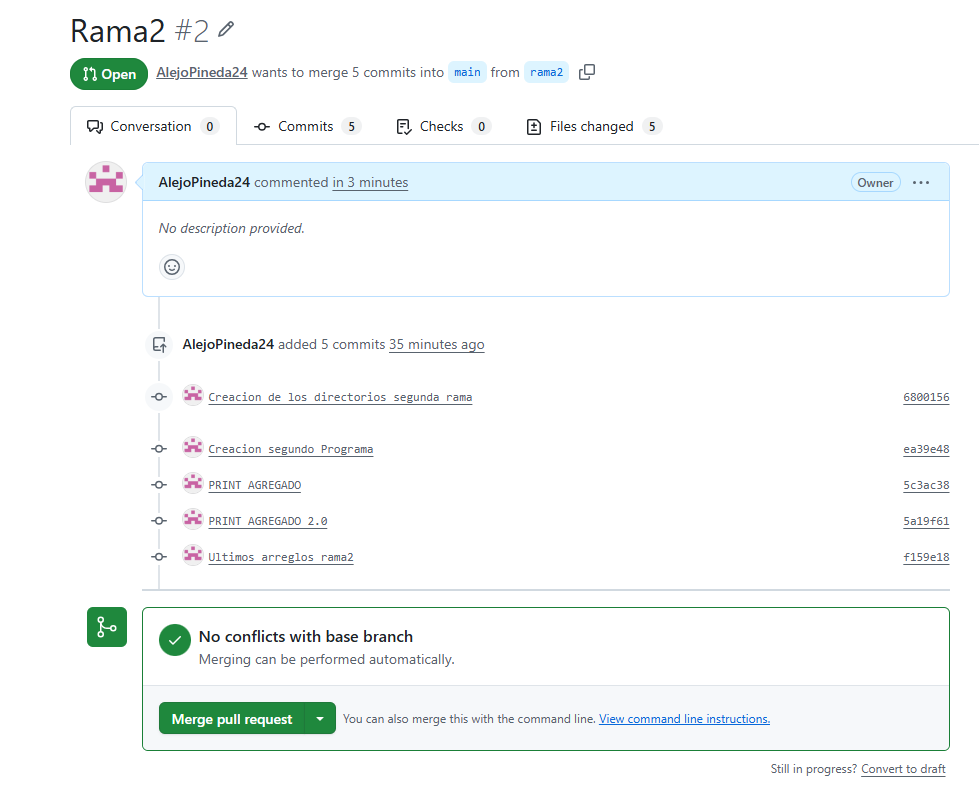 Rama2 #2
Open AlejoPineda24 wants to merge 5 commits into main from rama2
Conversation 0 Commits 5 Checks 0 Files changed 5
AlejoPineda24 commented in 3 minutes Owner
No description provided.
AlejoPineda24 added 5 commits 35 minutes ago
Creacion de los directorios segunda rama 6800156
Creacion segundo Programa ea39e48
PRINT AGREGADO 5c3ac38
PRINT AGREGADO 2.0 5a19f61
Ultimos arreglos rama2 f159e18
No conflicts with base branch
Merging can be performed automatically.
Merge pull request You can also merge this with the command line. View command line instructions.
Still in progress? Convert to draft